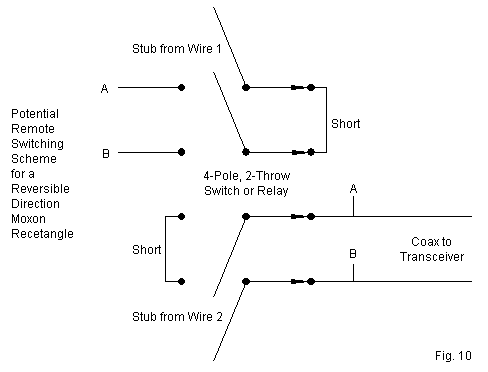 Stub from Wire 1
A
B
Potential
Remote
Switching
Scheme
for a
Reversible
Direction
Moxon
Recetangle
Short
4-Pole, 2-Throw
Switch or Relay
A
B
Coax to
Transceiver
Short
Stub from Wire 2
Fig. 10